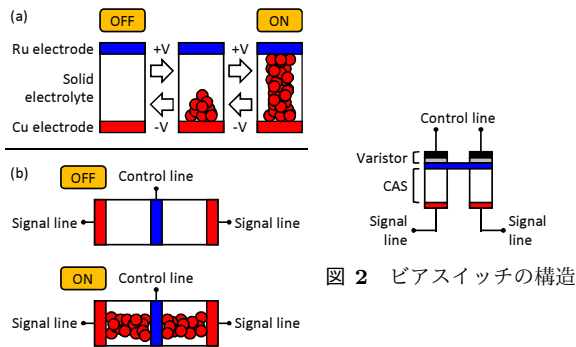 (a)
OFF
ON
Ru electrode
+V
+V
Solid
electrolyte
Cu electrode
-V
-V
(b)
OFF
Control line
Signal line
Signal line
ON
Control line
Signal line
Signal line
Control line
Varistor
CAS
Signal
line
Signal
line
図 2 ビアスイッチの構造